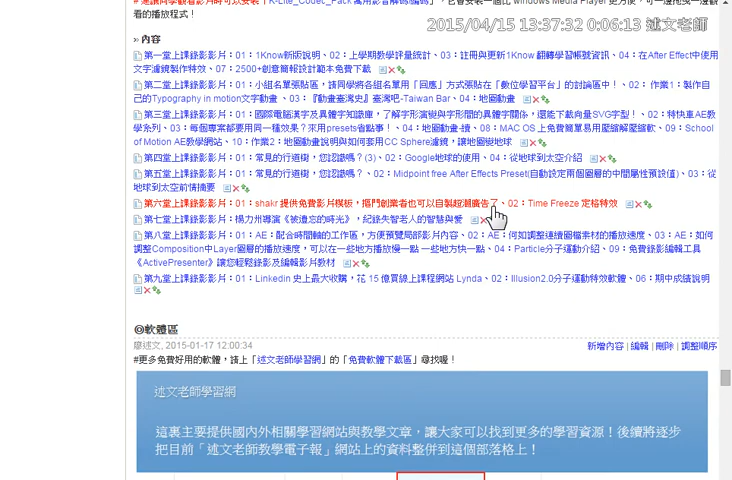 2015/04/15 13:37:32 0:06:13 述文老師
看的播放程式！
» 內容
第一堂上課錄影影片：01：1Know新版說明、02：上學期教學評量統計、03：註冊與更新1Know 翻轉學習帳號資訊、04：在After Effect中使用
文字濾鏡製作特效、07：2500+創意簡報設計範本免費下載
第二堂上課錄影影片：01：小組名單張貼區，請同學將各組名單用「回應」方式張貼在「數位學習平台」的討論區中！、02： 作業1：製作自
己的Typography in motion文字動畫 、03：『動畫臺灣史』臺灣吧-Taiwan Bar、04：地圖動畫
第三堂上課錄影影片：01：國際電腦漢字及異體字知識庫，了解字形演變與字形間的異體字關係，還能下載向量SVG字型！、02：特快車AE教
學系列、03：每個專案都要用同一種效果？來用presets省點事！、04：地圖動畫-續、08：MAC OS上免費簡單易用壓縮解壓縮軟、09：School
of Motion AE教學網站、10：作業2：地圖動畫說明與如何套用CC Sphere濾鏡，讓地圖變地球
第四堂上課錄影影片：01：常見的行道樹，您認識嗎？(3)、02：Google地球的使用、04：從地球到太空介紹
第五堂上課錄影影片：01：常見的行道樹，您認識嗎？、02：Midpoint free After Effects Preset(自動設定兩個圖層的中間屬性預設值)、03：從
地球到太空前情摘要
第六堂上課錄影影片：01：shakr 提供免費影片模板，摳門創業者也可以自製超潮廣告了、02：Time Freeze 定格特效
第七堂上課錄影影片：楊力州導演《被遺忘的時光》，紀錄失智老人的智慧與愛
第八堂上課錄影影片：01：AE：配合時間軸的工作區，方便預覽局部影片內容、02：AE：何如調整連續圖檔素材的播放速度、03：AE：如何
調整Composition中Layer圖層的播放速度，可以在一些地方播放慢一點 一些地方快一點、04：Particle分子運動介紹、09：免費錄影編輯工具
《ActivePresenter》讓您輕鬆錄影及編輯影片教材
第九堂上課錄影影片：01：Linkedin 史上最大收購，花 15 億買線上課程網站 Lynda、02：Illusion2.0分子運動特效軟體、06：期中成績說明
◎軟體區
廖述文, 2015-01-17 12:00:34
新增內容 | 編輯 | 刪除 | 調整順序
#更多免費好用的軟體，請上「述文老師學習網」的「免費軟體下載區」尋找喔！
述文老師學習網
這裏主要提供國內外相關學習網站與教學文章，讓大家可以找到更多的學習資源！後續將逐步
把目前「述文老師教學電子報」網站上的資料整併到這個部落格上！